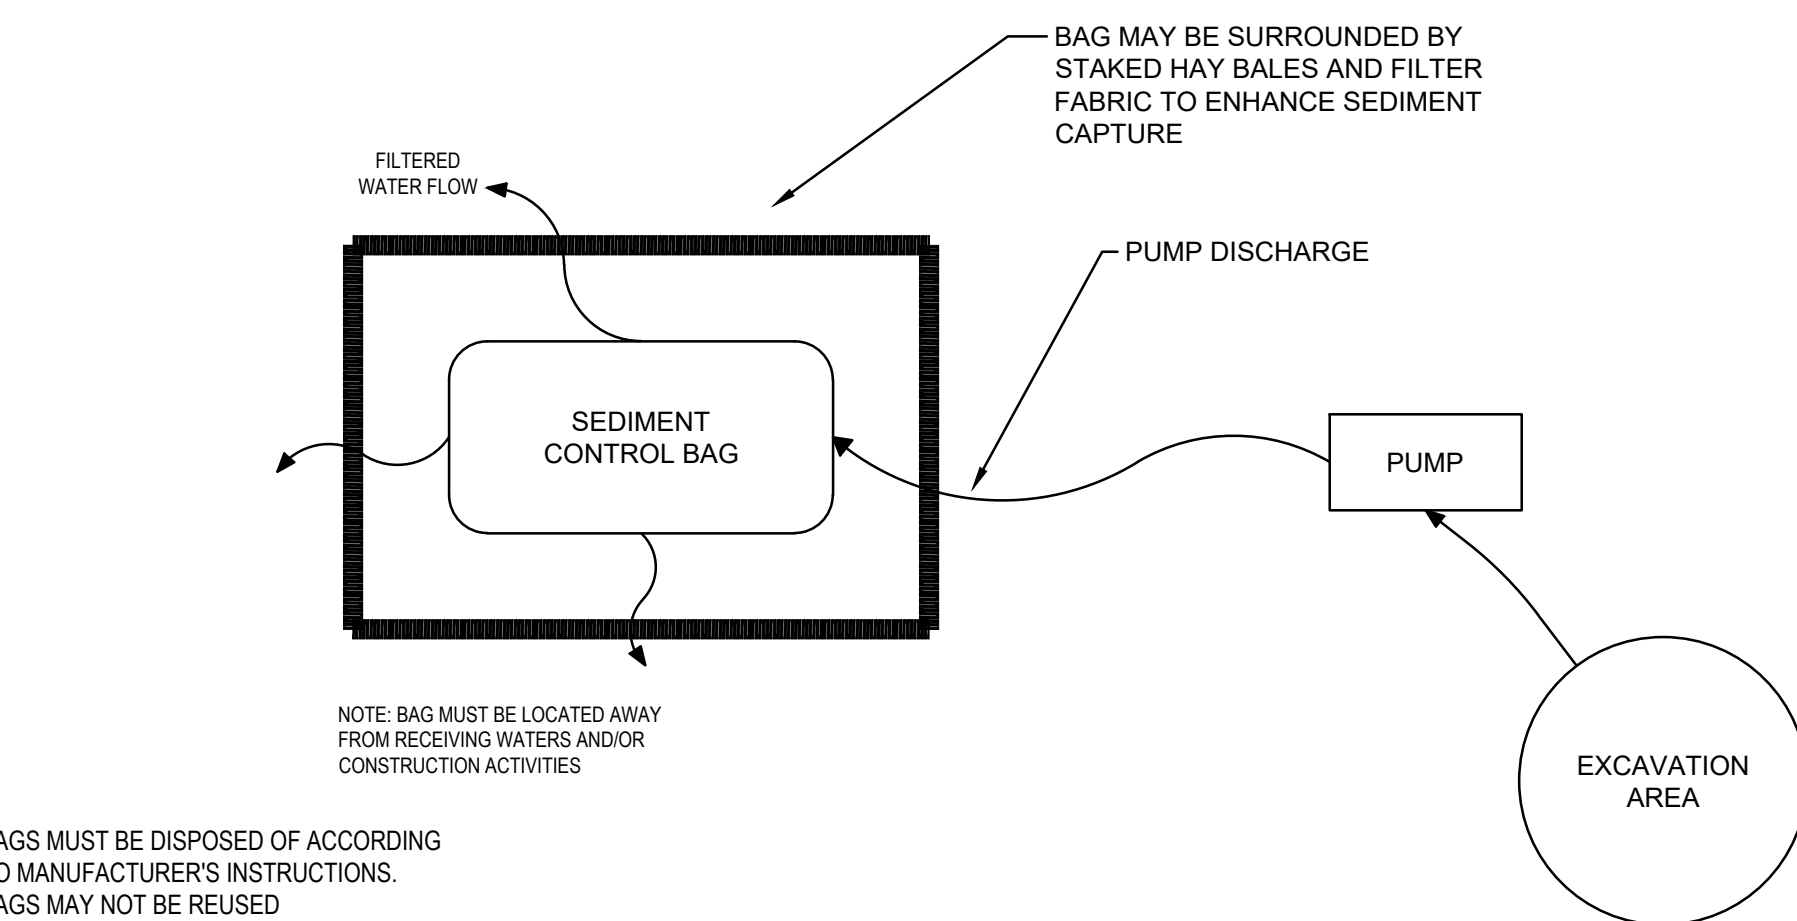 BAG MAY BE SURROUNDED BY
STAKED HAY BALES AND FILTER
FABRIC TO ENHANCE SEDIMENT
CAPTURE
FILTERED
WATER FLOW
PUMP DISCHARGE
SEDIMENT
CONTROL BAG
PUMP
NOTE: BAG MUST BE LOCATED AWAY
FROM RECEIVING WATERS AND/OR
CONSTRUCTION ACTIVITIES
EXCAVATION
AREA
AGS MUST BE DISPOSED OF ACCORDING
O MANUFACTURER'S INSTRUCTIONS.
AGS MAY NOT BE REUSED